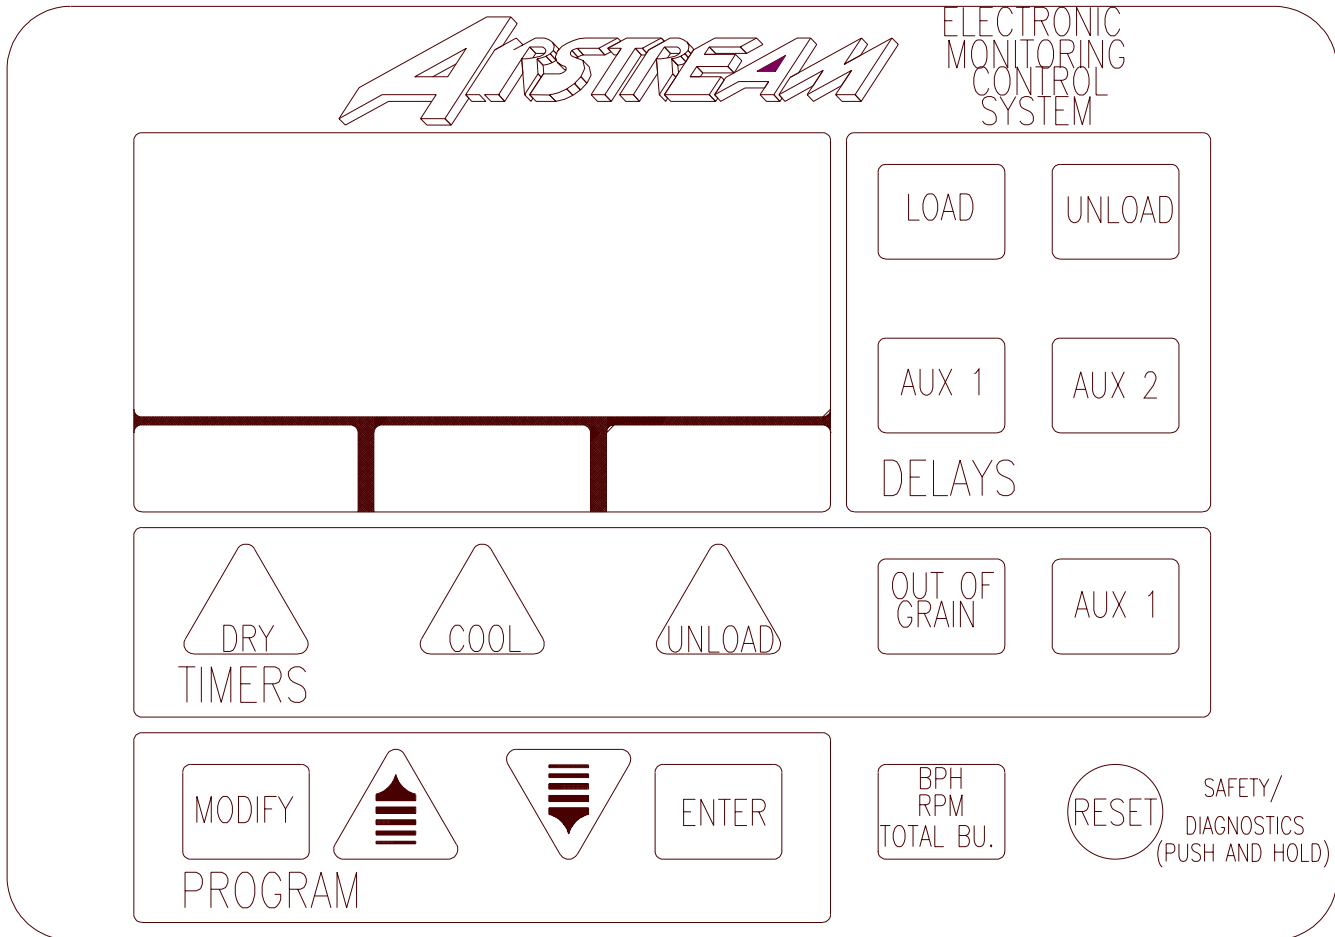 AIRSTREAM
ELECTRONIC
MONITORING
CONTROL
SYSTEM
LOAD
UNLOAD
AUX 1
AUX 2
DELAYS
DRY
COOL
UNLOAD
OUT OF
GRAIN
AUX 1
TIMERS
MODIFY
ENTER
PROGRAM
BPH
RPM
TOTAL BU.
RESET
SAFETY/
DIAGNOSTICS
(PUSH AND HOLD)